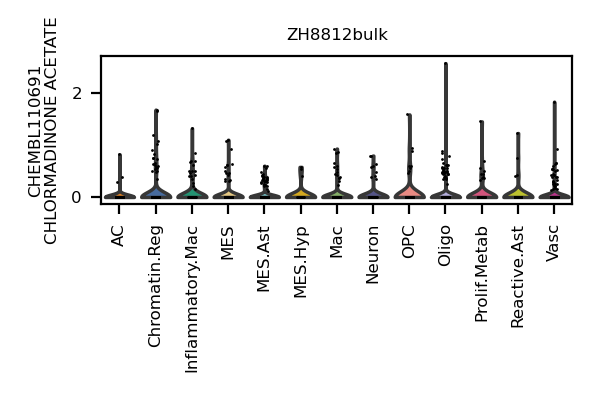 ZH8812bulk
CHEMBL110691
CHLORMADINONE ACETATE
2
0
AC
Chromatin.Reg
Inflammatory.Mac
MES
MES.Ast
MES.Hyp
Mac
Neuron
OPC
Oligo
Prolif.Metab
Reactive.Ast
Vasc